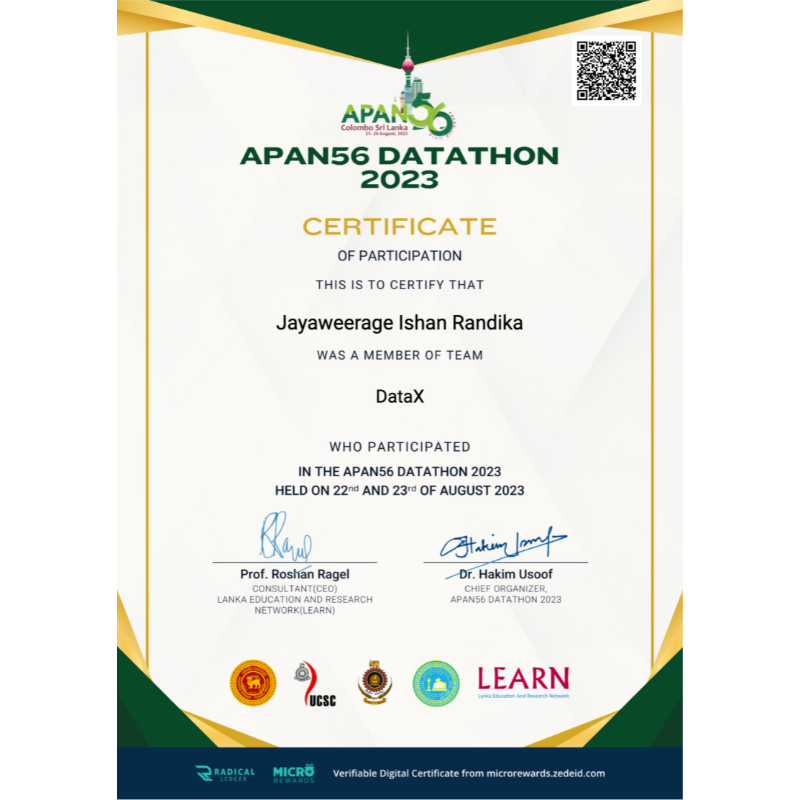 APAN56
Colombo Sri Lanka
21- 25 August, 2023
APAN56 DATATHON
2023
CERTIFICATE
OF PARTICIPATION
THIS IS TO CERTIFY THAT
Jayaweerage Ishan Randika
WAS A MEMBER OF TEAM
DataX
WHO PARTICIPATED
IN THE APAN56 DATATHON 2023
HELD ON 22nd AND 23rd OF AUGUST 2023
Prof. Roshan Ragel
CONSULTANT(CEO)
LANKA EDUCATION AND RESEARCH
NETWORK(LEARN)
Dr. Hakim Usoof
CHIEF ORGANIZER,
APAN56 DATATHON 2023
UCSC
LEARN
Lanka Education And Research Network
RADICAL
LEDGER
MICRO
REWARDS
Verifiable Digital Certificate from microrewards.zedeid.com